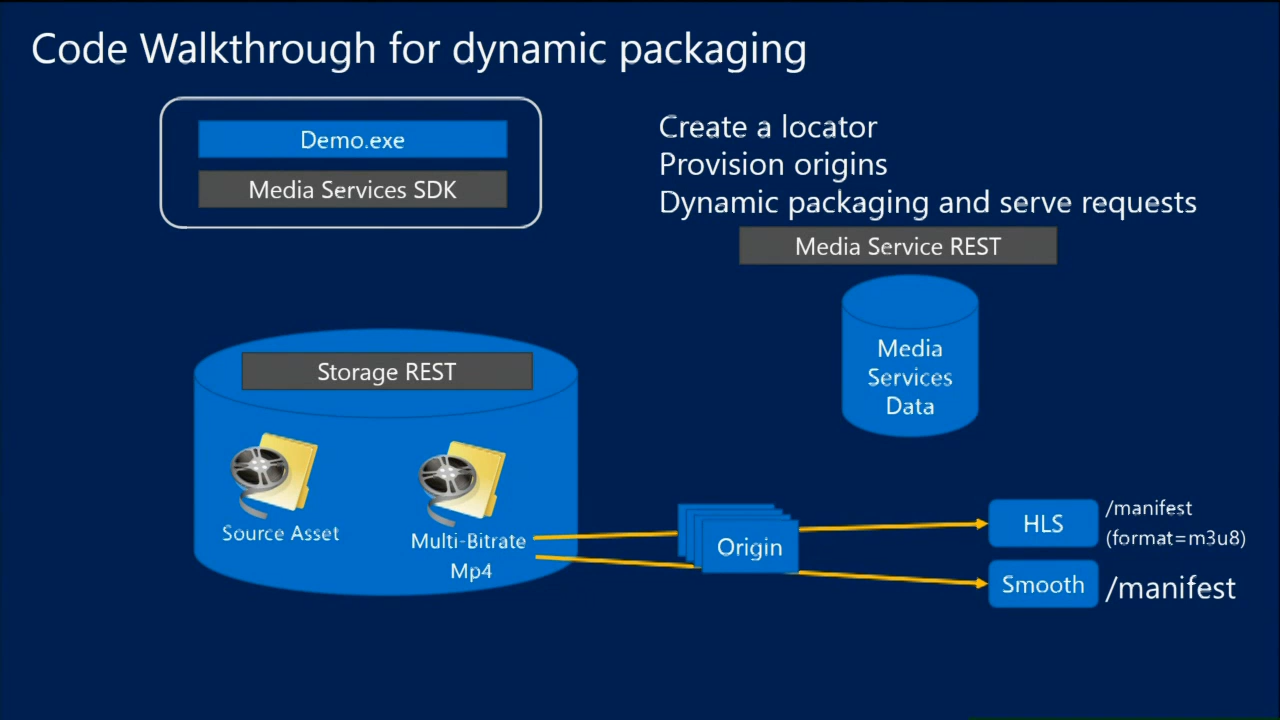 Code Walkthrough for dynamic packaging
Demo.exe
Media Services SDK
Create a locator
Provision origins
Dynamic packaging and serve requests
Media Service REST
Media
Services
Data
Storage REST
Source Asset
Multi-Bitrate
Mp4
Origin
HLS
/manifest
(format=m3u8)
Smooth
/manifest